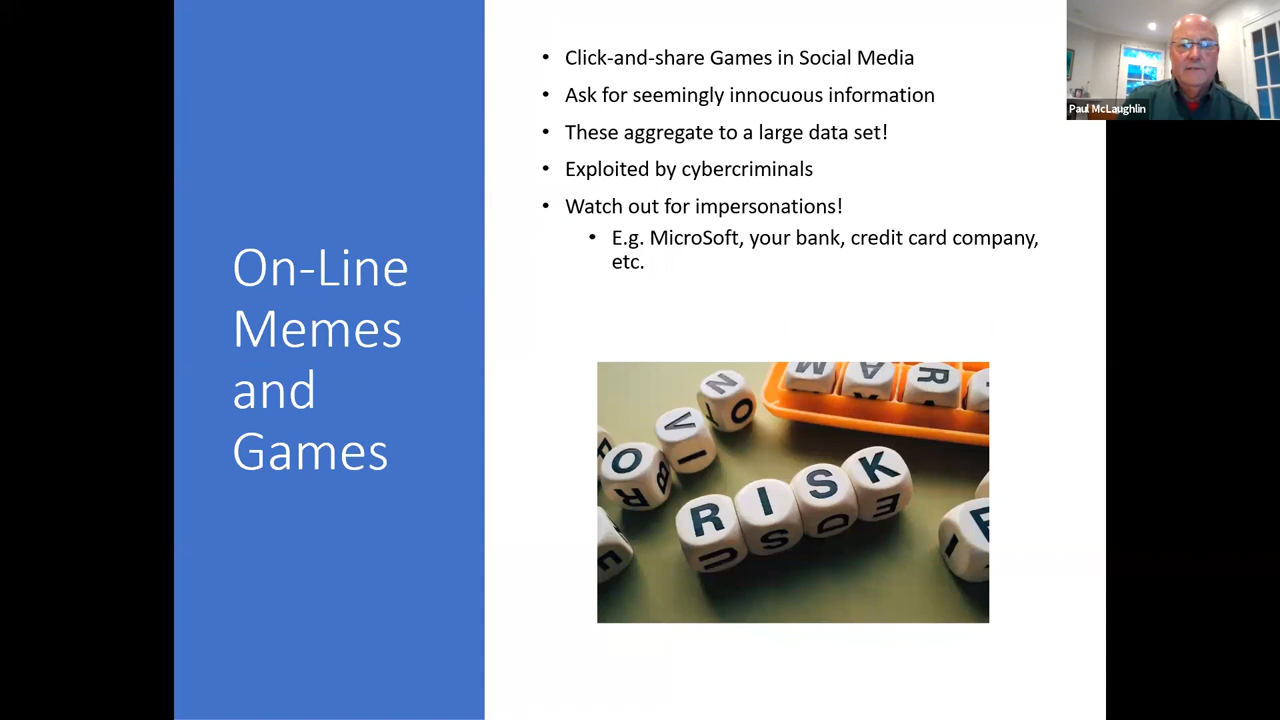 On-Line
Memes
and
Games
• Click-and-share Games in Social Media
• Ask for seemingly innocuous information
• These aggregate to a large data set!
• Exploited by cybercriminals
• Watch out for impersonations!
• E.g. MicroSoft, your bank, credit card company,
etc.
RISK
Paul McLaughlin